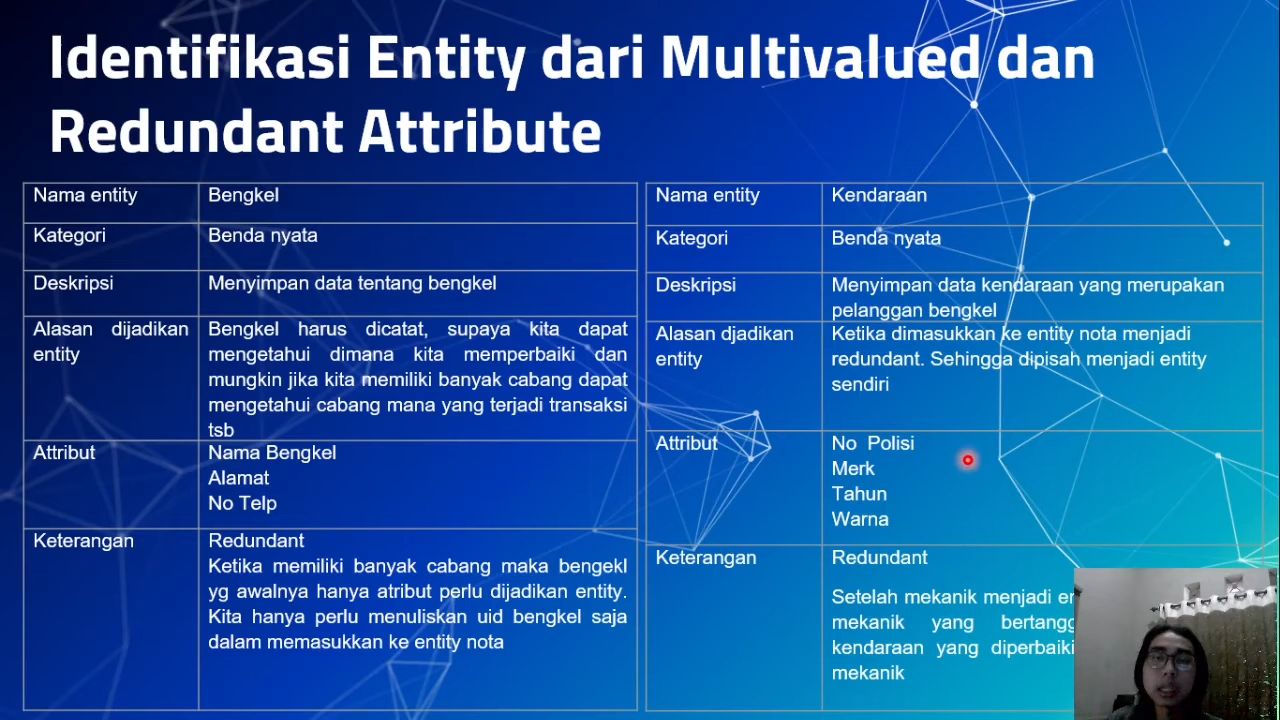 Identifikasi Entity dari Multivalued dan
Redundant Attribute
Nama entity
Bengkel
Kategori
Benda nyata
Deskripsi
Menyimpan data tentang bengkel
Alasan dijadikan
entity
Bengkel harus dicatat, supaya kita dapat
mengetahui dimana kita memperbaiki dan
mungkin jika kita memiliki banyak cabang dapat
mengetahui cabang mana yang terjadi transaksi
tsb
Attribut
Nama Bengkel
Alamat
No Telp
Keterangan
Redundant
Ketika memiliki banyak cabang maka bengekl
yg awalnya hanya atribut perlu dijadikan entity.
Kita hanya perlu menuliskan uid bengkel saja
dalam memasukkan ke entity nota
Nama entity
Kendaraan
Kategori
Benda nyata
Deskripsi
Menyimpan data kendaraan yang merupakan
pelanggan bengkel
Alasan djadikan
entity
Ketika dimasukkan ke entity nota menjadi
redundant. Sehingga dipisah menjadi entity
sendiri
Attribut
No Polisi
Merk
Tahun
Warna
Keterangan
Redundant
Setelah mekanik menjadi
mekanik yang
kendaraan yang diperbaiki
mekanik